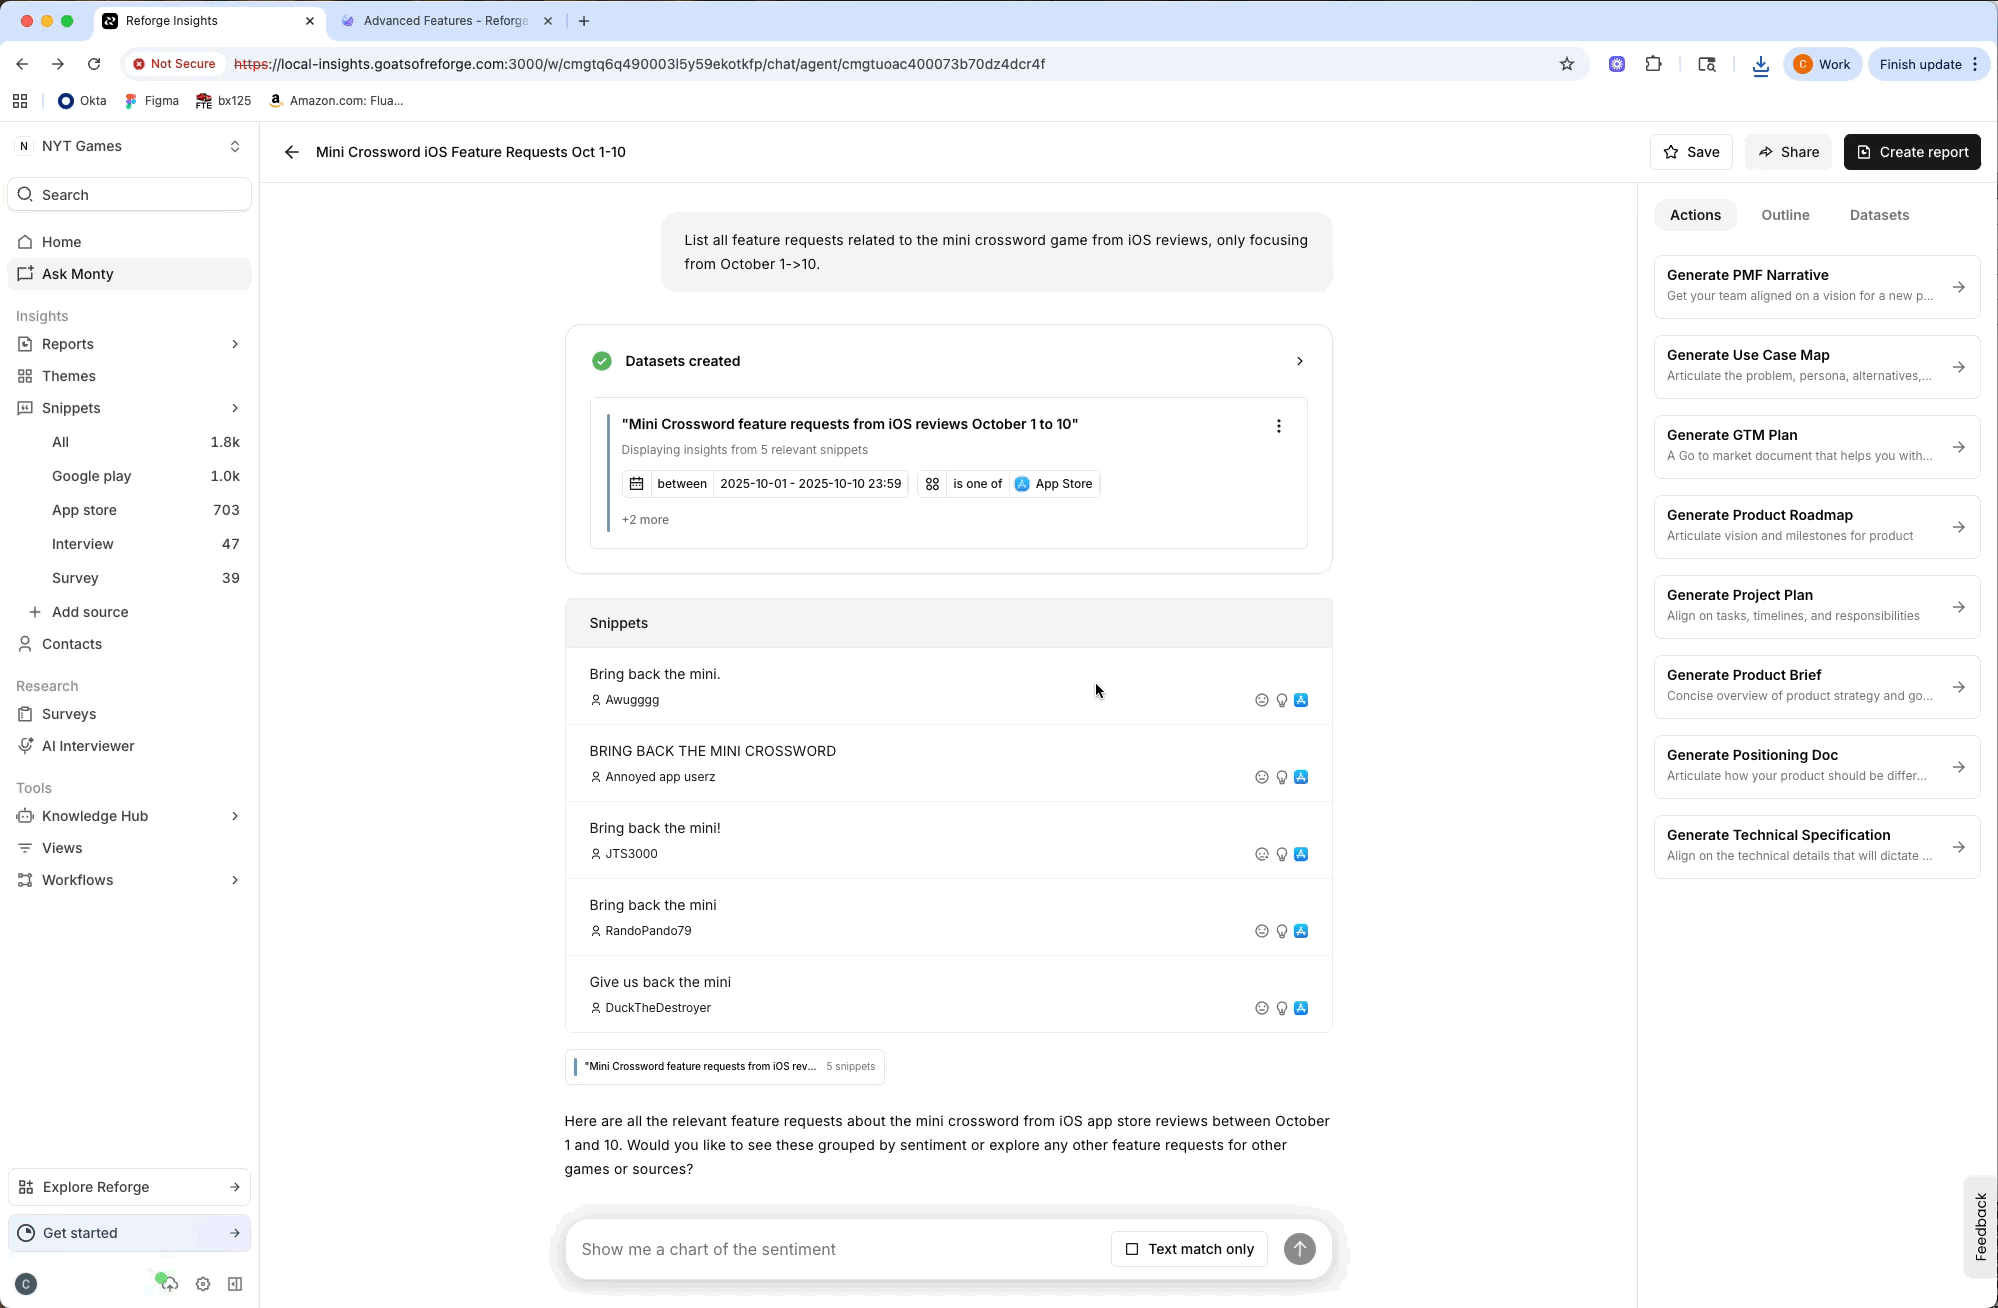 Reforge Insights
Advanced Features - Reforge
Not Secure
https://local-insights.goatsofreforge.com:3000/w/cmgtq6q490003l5y59ekotkfp/chat/agent/cmgtuoac400073b70dz4dcr4f
C Work
Finish update
Okta
Figma
FTE bx125
Amazon.com: Flua...
N NYT Games
Search
Home
Ask Monty
Insights
Reports
Themes
Snippets
All 1.8k
Google play 1.0k
App store 703
Interview 47
Survey 39
Add source
Contacts
Research
Surveys
AI Interviewer
Tools
Knowledge Hub
Views
Workflows
Explore Reforge
Get started
C
Mini Crossword iOS Feature Requests Oct 1-10
Save
Share
Create report
List all feature requests related to the mini crossword game from iOS reviews, only focusing
from October 1->10.
Datasets created
"Mini Crossword feature requests from iOS reviews October 1 to 10"
Displaying insights from 5 relevant snippets
between 2025-10-01 - 2025-10-10 23:59 is one of App Store
+2 more
Snippets
Bring back the mini.
Awugggg
BRING BACK THE MINI CROSSWORD
Annoyed app userz
Bring back the mini!
JTS3000
Bring back the mini
RandoPando79
Give us back the mini
DuckTheDestroyer
"Mini Crossword feature requests from iOS rev... 5 snippets
Here are all the relevant feature requests about the mini crossword from iOS app store reviews between October
1 and 10. Would you like to see these grouped by sentiment or explore any other feature requests for other
games or sources?
Show me a chart of the sentiment
Text match only
Actions
Outline
Datasets
Generate PMF Narrative
Get your team aligned on a vision for a new p...
Generate Use Case Map
Articulate the problem, persona, alternatives,...
Generate GTM Plan
A Go to market document that helps you with...
Generate Product Roadmap
Articulate vision and milestones for product
Generate Project Plan
Align on tasks, timelines, and responsibilities
Generate Product Brief
Concise overview of product strategy and go...
Generate Positioning Doc
Articulate how your product should be differ...
Generate Technical Specification
Align on the technical details that will dictate ...
Feedback